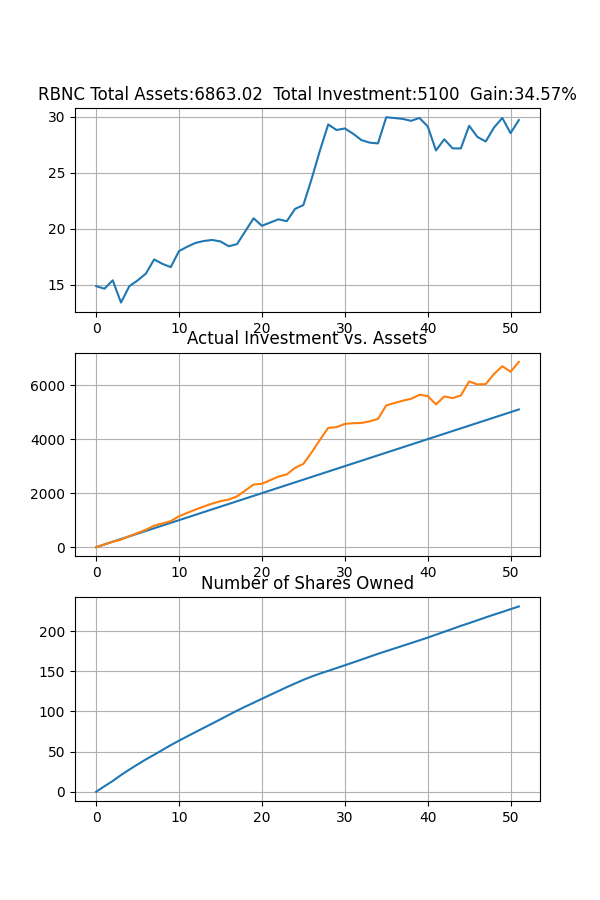 RBNC Total Assets:6863.02  Total Investment:5100  Gain:34.57%
30
25
20
15
0 10 20 30 40 50
Actual Investment vs. Assets
6000
4000
2000
0
0 10 20 30 40 50
Number of Shares Owned
200
150
100
50
0
0 10 20 30 40 50